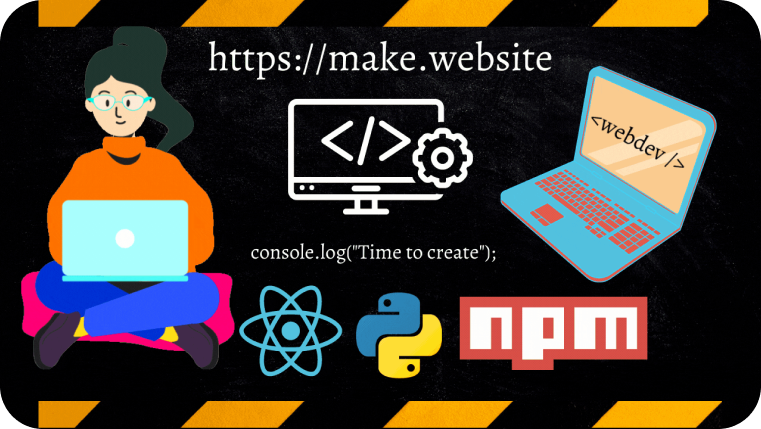 https://make.website
</>
<webdev />
console.log("Time to create");
npm